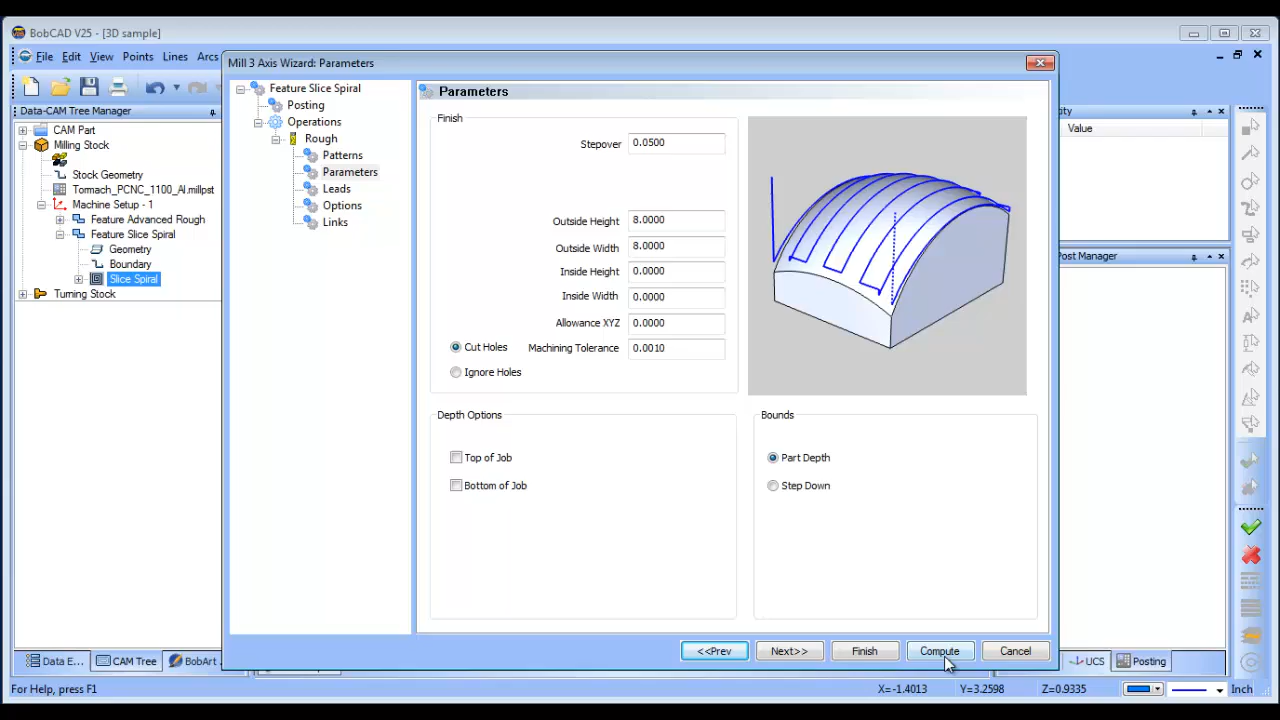 BobCAD V25 - [3D sample]
File Edit View Points Lines Arcs
Data-CAM Tree Manager
CAM Part
Milling Stock
Stock Geometry
Tormach_PCNC_1100_Al.millpst
Machine Setup - 1
Feature Advanced Rough
Feature Slice Spiral
Geometry
Boundary
Slice Spiral
Turning Stock
Data E... CAM Tree BobArt
Mill 3 Axis Wizard: Parameters
Feature Slice Spiral
Posting
Operations
Rough
Patterns
Parameters
Leads
Options
Links
Parameters
Finish
Stepover 0.0500
Outside Height 8.0000
Outside Width 8.0000
Inside Height 0.0000
Inside Width 0.0000
Allowance XYZ 0.0000
Cut Holes Machining Tolerance 0.0010
Ignore Holes
Depth Options
Top of Job
Bottom of Job
Bounds
Part Depth
Step Down
<<Prev Next>> Finish Compute Cancel
Value
Post Manager
UCS Posting
For Help, press F1 X=-1.4013 Y=3.2598 Z=0.9335 Inch